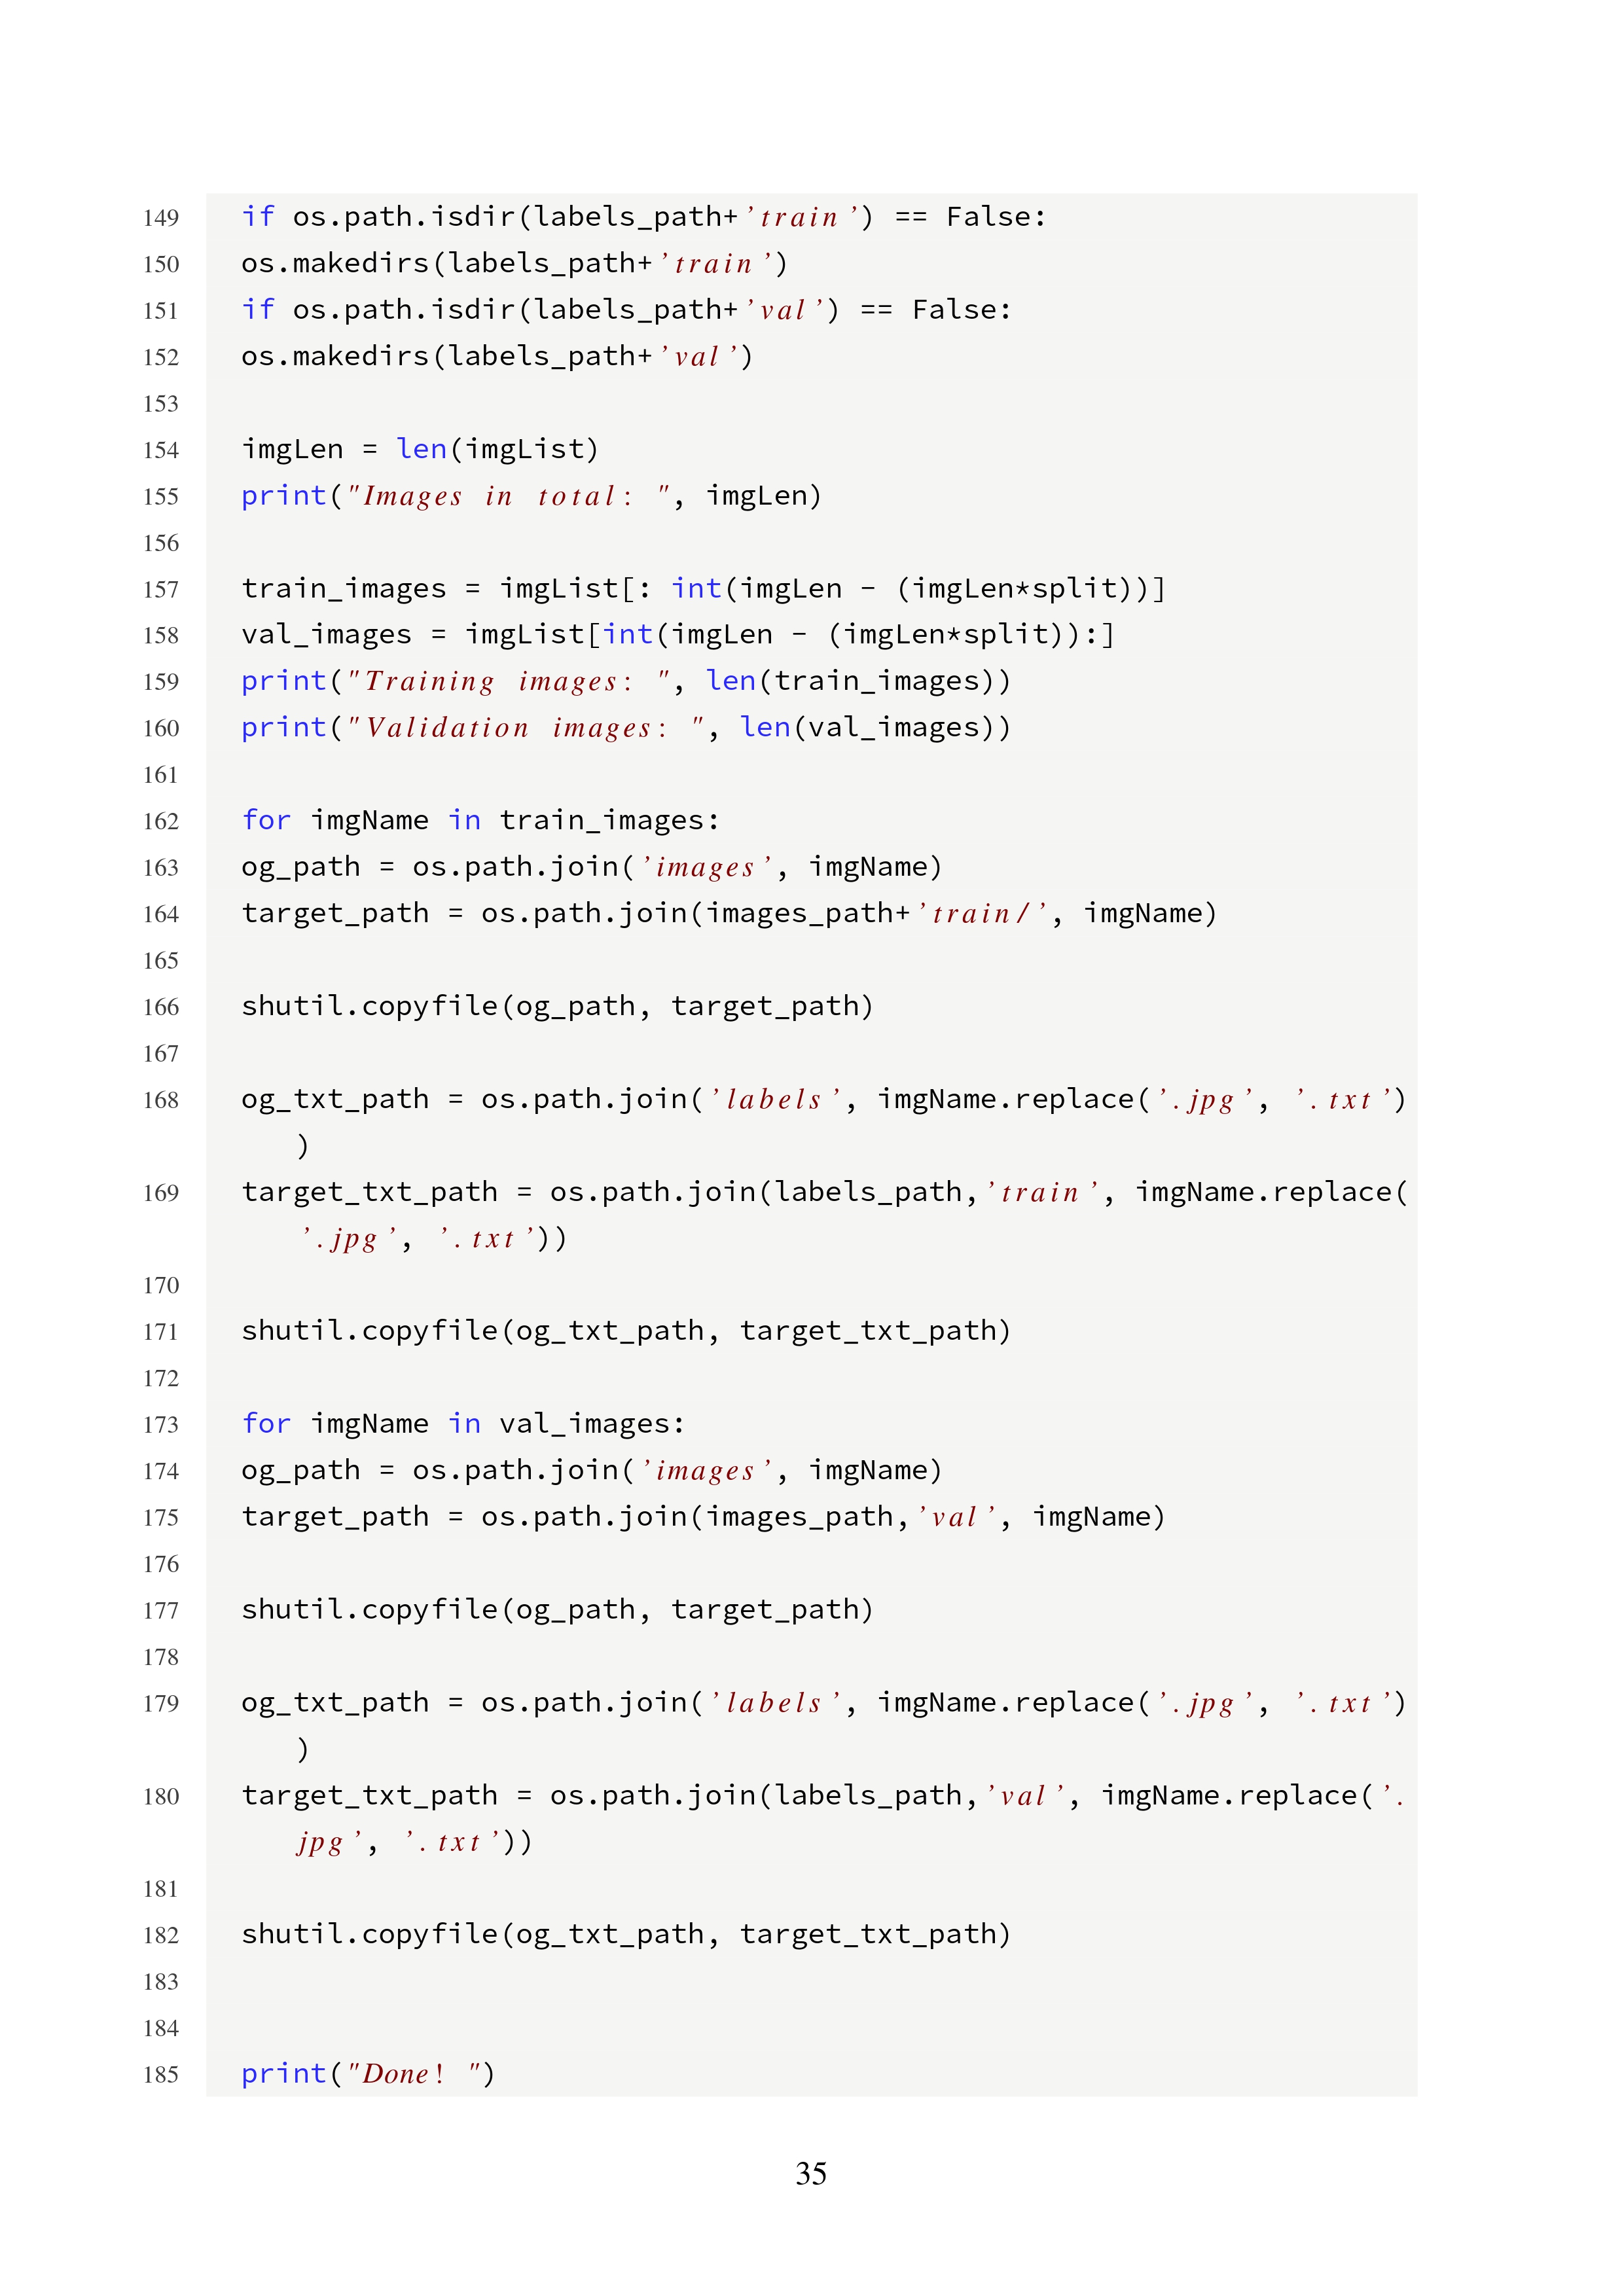 149 if os.path.isdir(labels_path+'train') == False:
150 os.makedirs(labels_path+'train')
151 if os.path.isdir(labels_path+'val') == False:
152 os.makedirs(labels_path+'val')
153
154 imgLen = len(imgList)
155 print("Images in total: ", imgLen)
156
157 train_images = imgList[: int(imgLen - (imgLen*split))]
158 val_images = imgList[int(imgLen - (imgLen*split)):]
159 print("Training images: ", len(train_images))
160 print("Validation images: ", len(val_images))
161
162 for imgName in train_images:
163 og_path = os.path.join('images', imgName)
164 target_path = os.path.join(images_path+'train/', imgName)
165
166 shutil.copyfile(og_path, target_path)
167
168 og_txt_path = os.path.join('labels', imgName.replace('.jpg', '.txt')
)
169 target_txt_path = os.path.join(labels_path,'train', imgName.replace(
'.jpg', '.txt'))
170
171 shutil.copyfile(og_txt_path, target_txt_path)
172
173 for imgName in val_images:
174 og_path = os.path.join('images', imgName)
175 target_path = os.path.join(images_path,'val', imgName)
176
177 shutil.copyfile(og_path, target_path)
178
179 og_txt_path = os.path.join('labels', imgName.replace('.jpg', '.txt')
)
180 target_txt_path = os.path.join(labels_path,'val', imgName.replace('.
jpg', '.txt'))
181
182 shutil.copyfile(og_txt_path, target_txt_path)
183
184
185 print("Done! ")
35